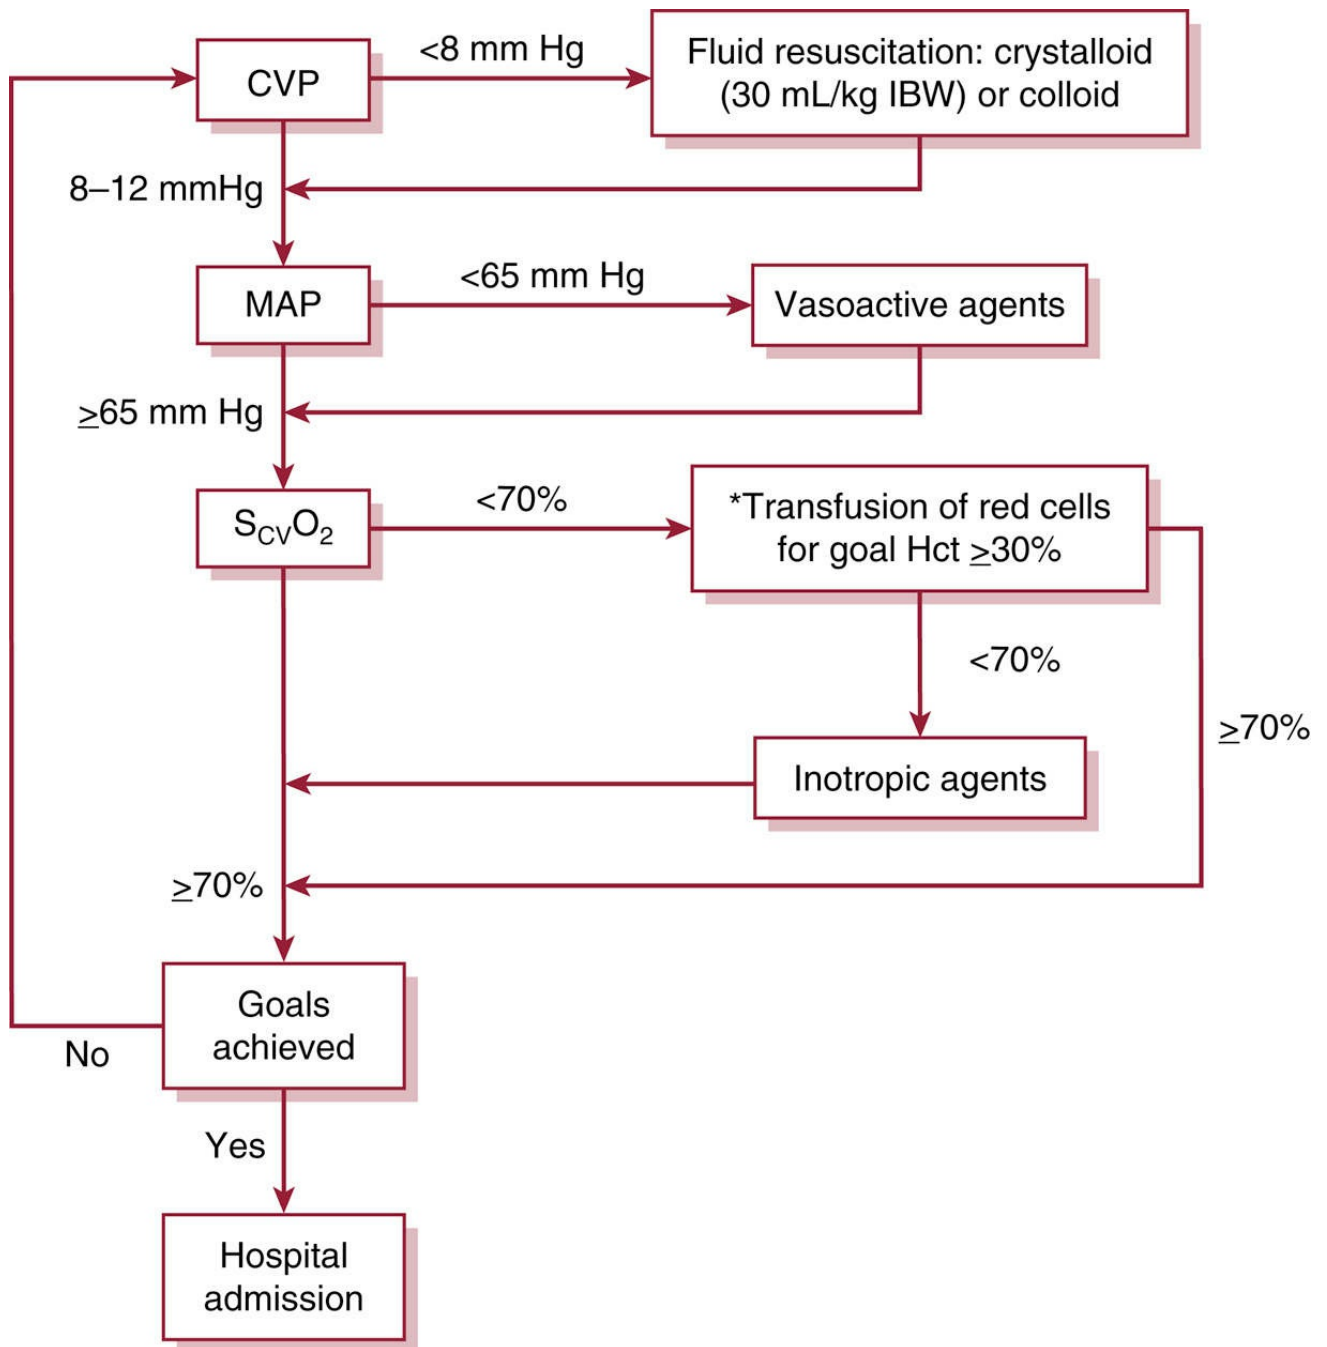 CVP
<8 mm Hg
Fluid resuscitation: crystalloid
(30 mL/kg IBW) or colloid
8–12 mmHg
MAP
<65 mm Hg
Vasoactive agents
≥65 mm Hg
SCVO2
<70%
*Transfusion of red cells
for goal Hct ≥30%
<70%
≥70%
Inotropic agents
≥70%
Goals
achieved
No
Yes
Hospital
admission